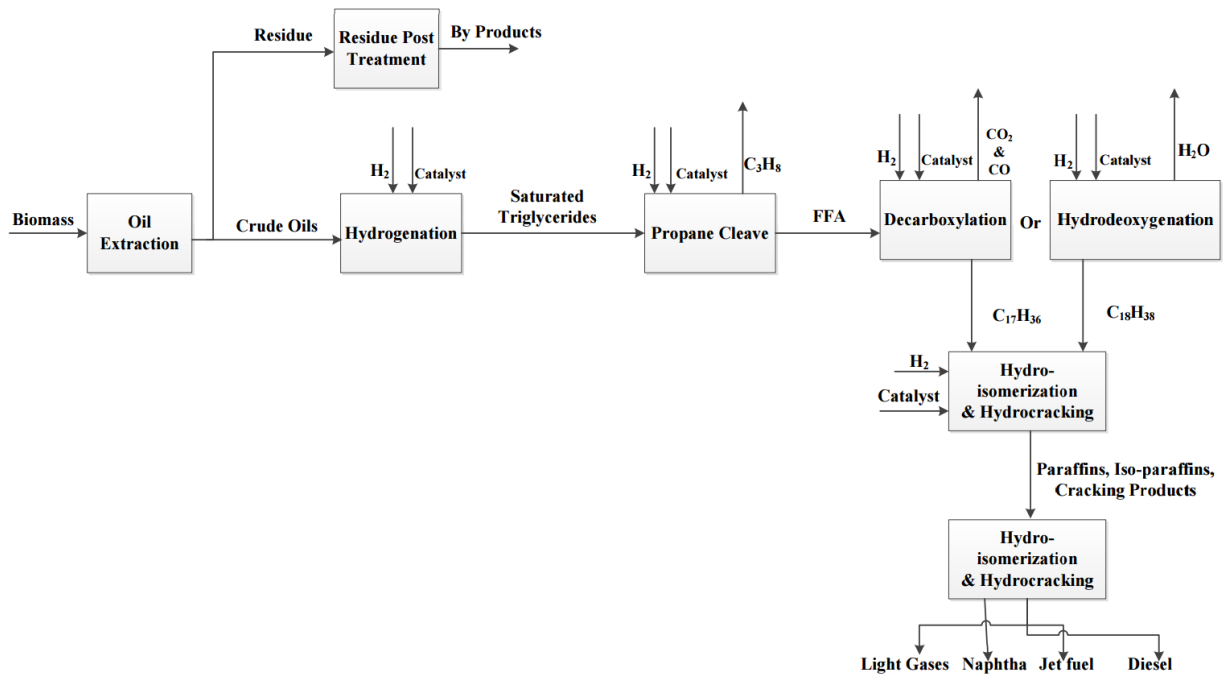 Residue
Residue Post
Treatment
By Products
Biomass
Oil
Extraction
Crude Oils
H₂
Catalyst
Hydrogenation
Saturated
Triglycerides
H₂
Catalyst
C₃H₈
Propane Cleave
FFA
H₂
Catalyst
CO₂
&
CO
Decarboxylation
Or
H₂
Catalyst
H₂O
Hydrodeoxygenation
C₁₇H₃₆
C₁₈H₃₈
H₂
Catalyst
Hydro-
isomerization
& Hydrocracking
Paraffins, Iso-paraffins,
Cracking Products
Hydro-
isomerization
& Hydrocracking
Light Gases
Naphtha
Jet fuel
Diesel